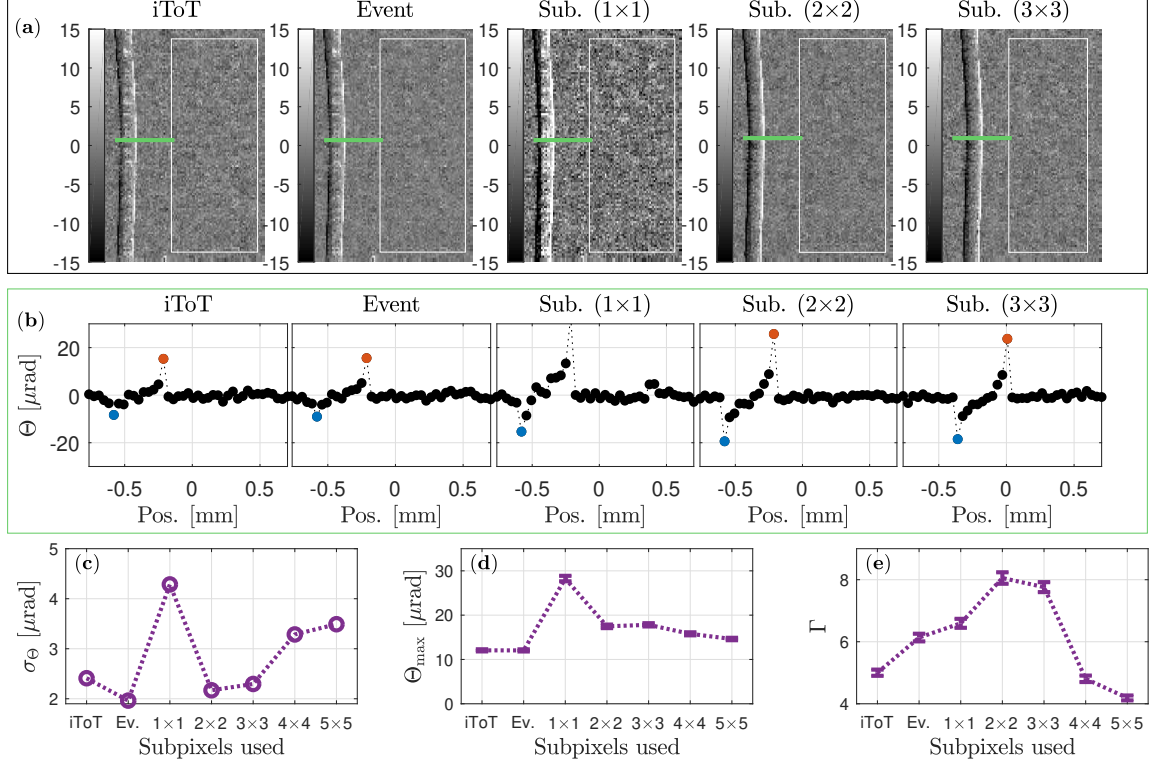 (a) iToT Event Sub. (1×1) Sub. (2×2) Sub. (3×3)
15 15 15 15 15
10 10 10 10 10
5 5 5 5 5
0 0 0 0 0
-5 -5 -5 -5 -5
-10 -10 -10 -10 -10
-15 -15 -15 -15 -15
(b) iToT Event Sub. (1×1) Sub. (2×2) Sub. (3×3)
Θ [μrad]
20
0
-20
-0.5 0 0.5 -0.5 0 0.5 -0.5 0 0.5 -0.5 0 0.5 -0.5 0 0.5
Pos. [mm] Pos. [mm] Pos. [mm] Pos. [mm] Pos. [mm]
(c)
σΘ [μrad]
5
4
3
2
iToT Ev. 1×1 2×2 3×3 4×4 5×5
Subpixels used
(d)
Θmax [μrad]
30
20
10
0
iToT Ev. 1×1 2×2 3×3 4×4 5×5
Subpixels used
(e)
Γ
8
6
4
iToT Ev. 1×1 2×2 3×3 4×4 5×5
Subpixels used